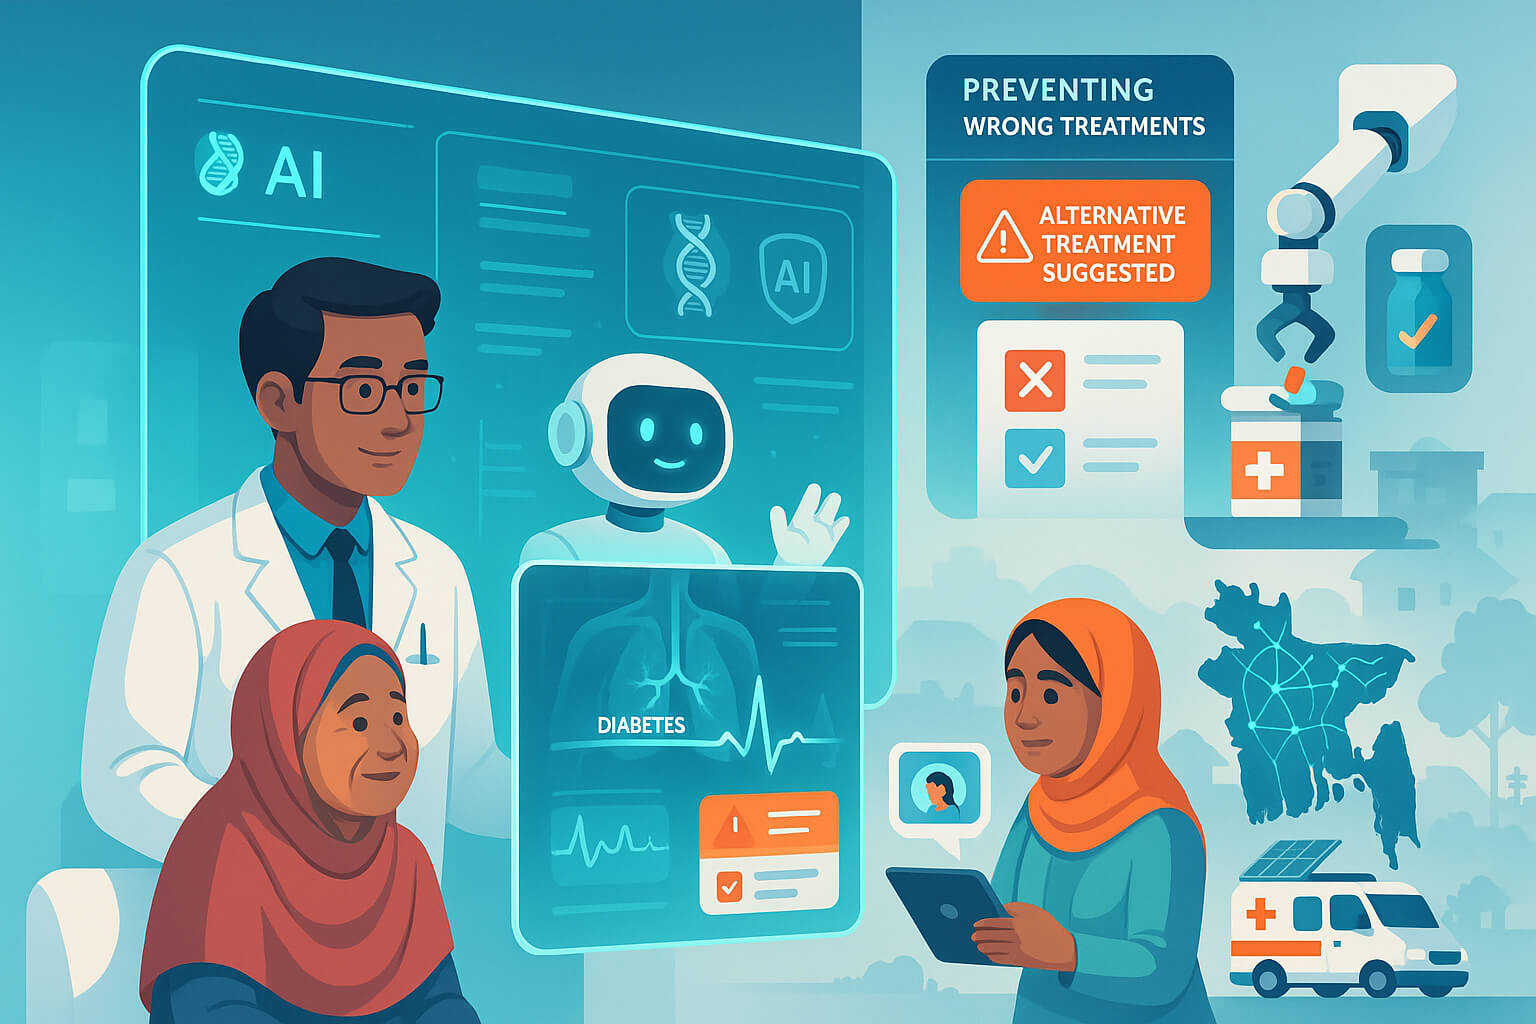 AI
AI
DIABETES
PREVENTING
WRONG TREATMENTS
ALTERNATIVE
TREATMENT
SUGGESTED